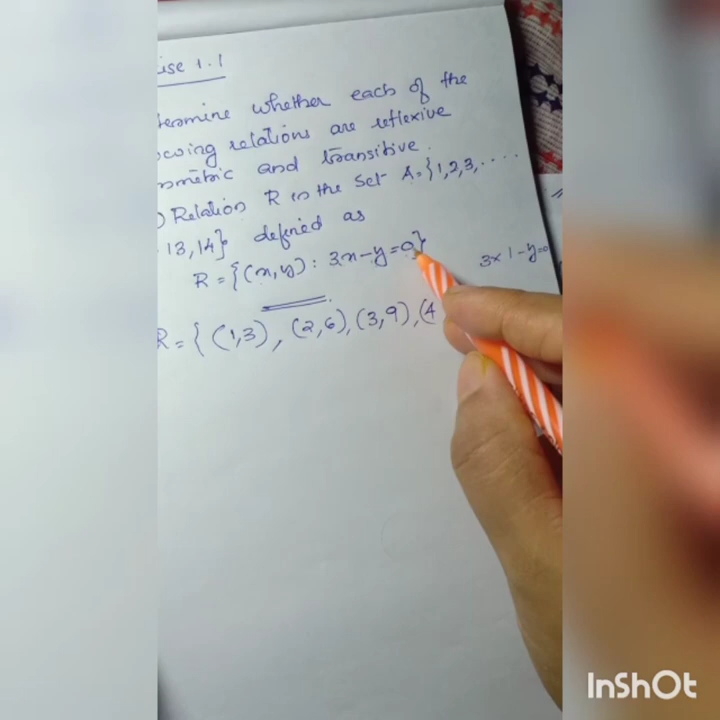 ise 1.1
termine whether each of the
owing relations are reflexive
mmetric and transitive.
) Relation R in the set A = {1,2,3, ....
13,14} defined as
R = {(x,y) : 3x-y=0}
3×1-y=0
R = { (1,3), (2,6), (3,9), (4
InShOt